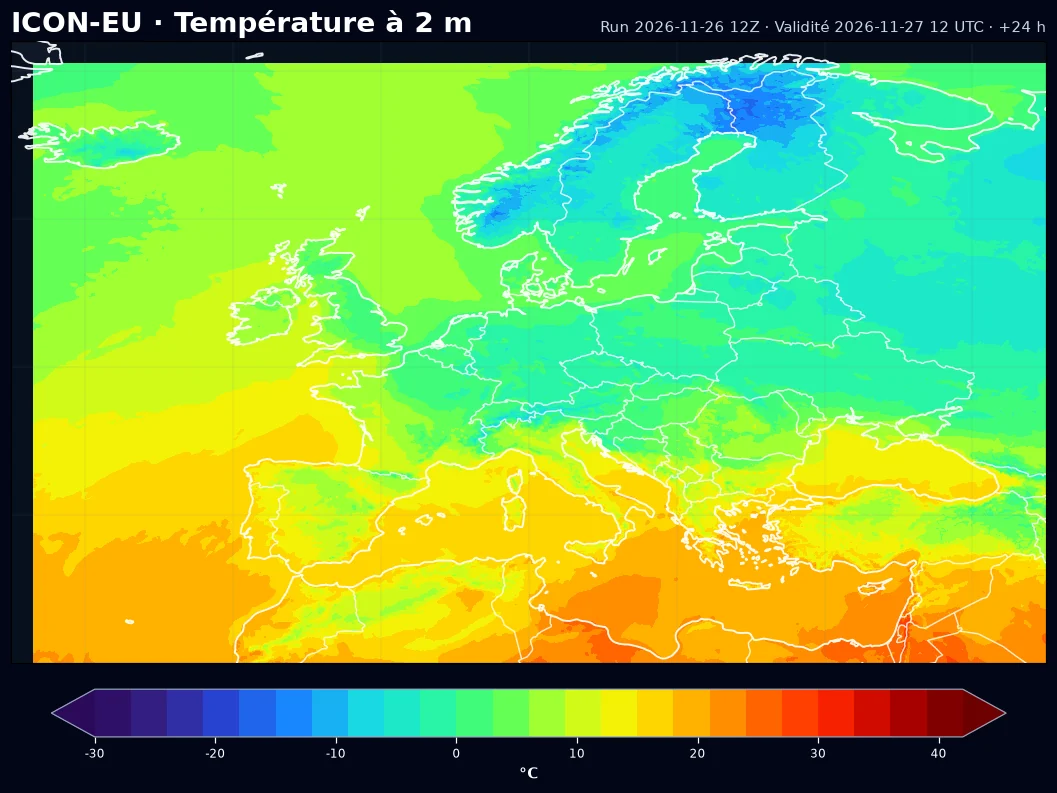 ICON-EU · Température à 2 m
Run 2026-11-26 12Z · Validité 2026-11-27 12 UTC · +24 h
-30 -20 -10 0 10 20 30 40
°C